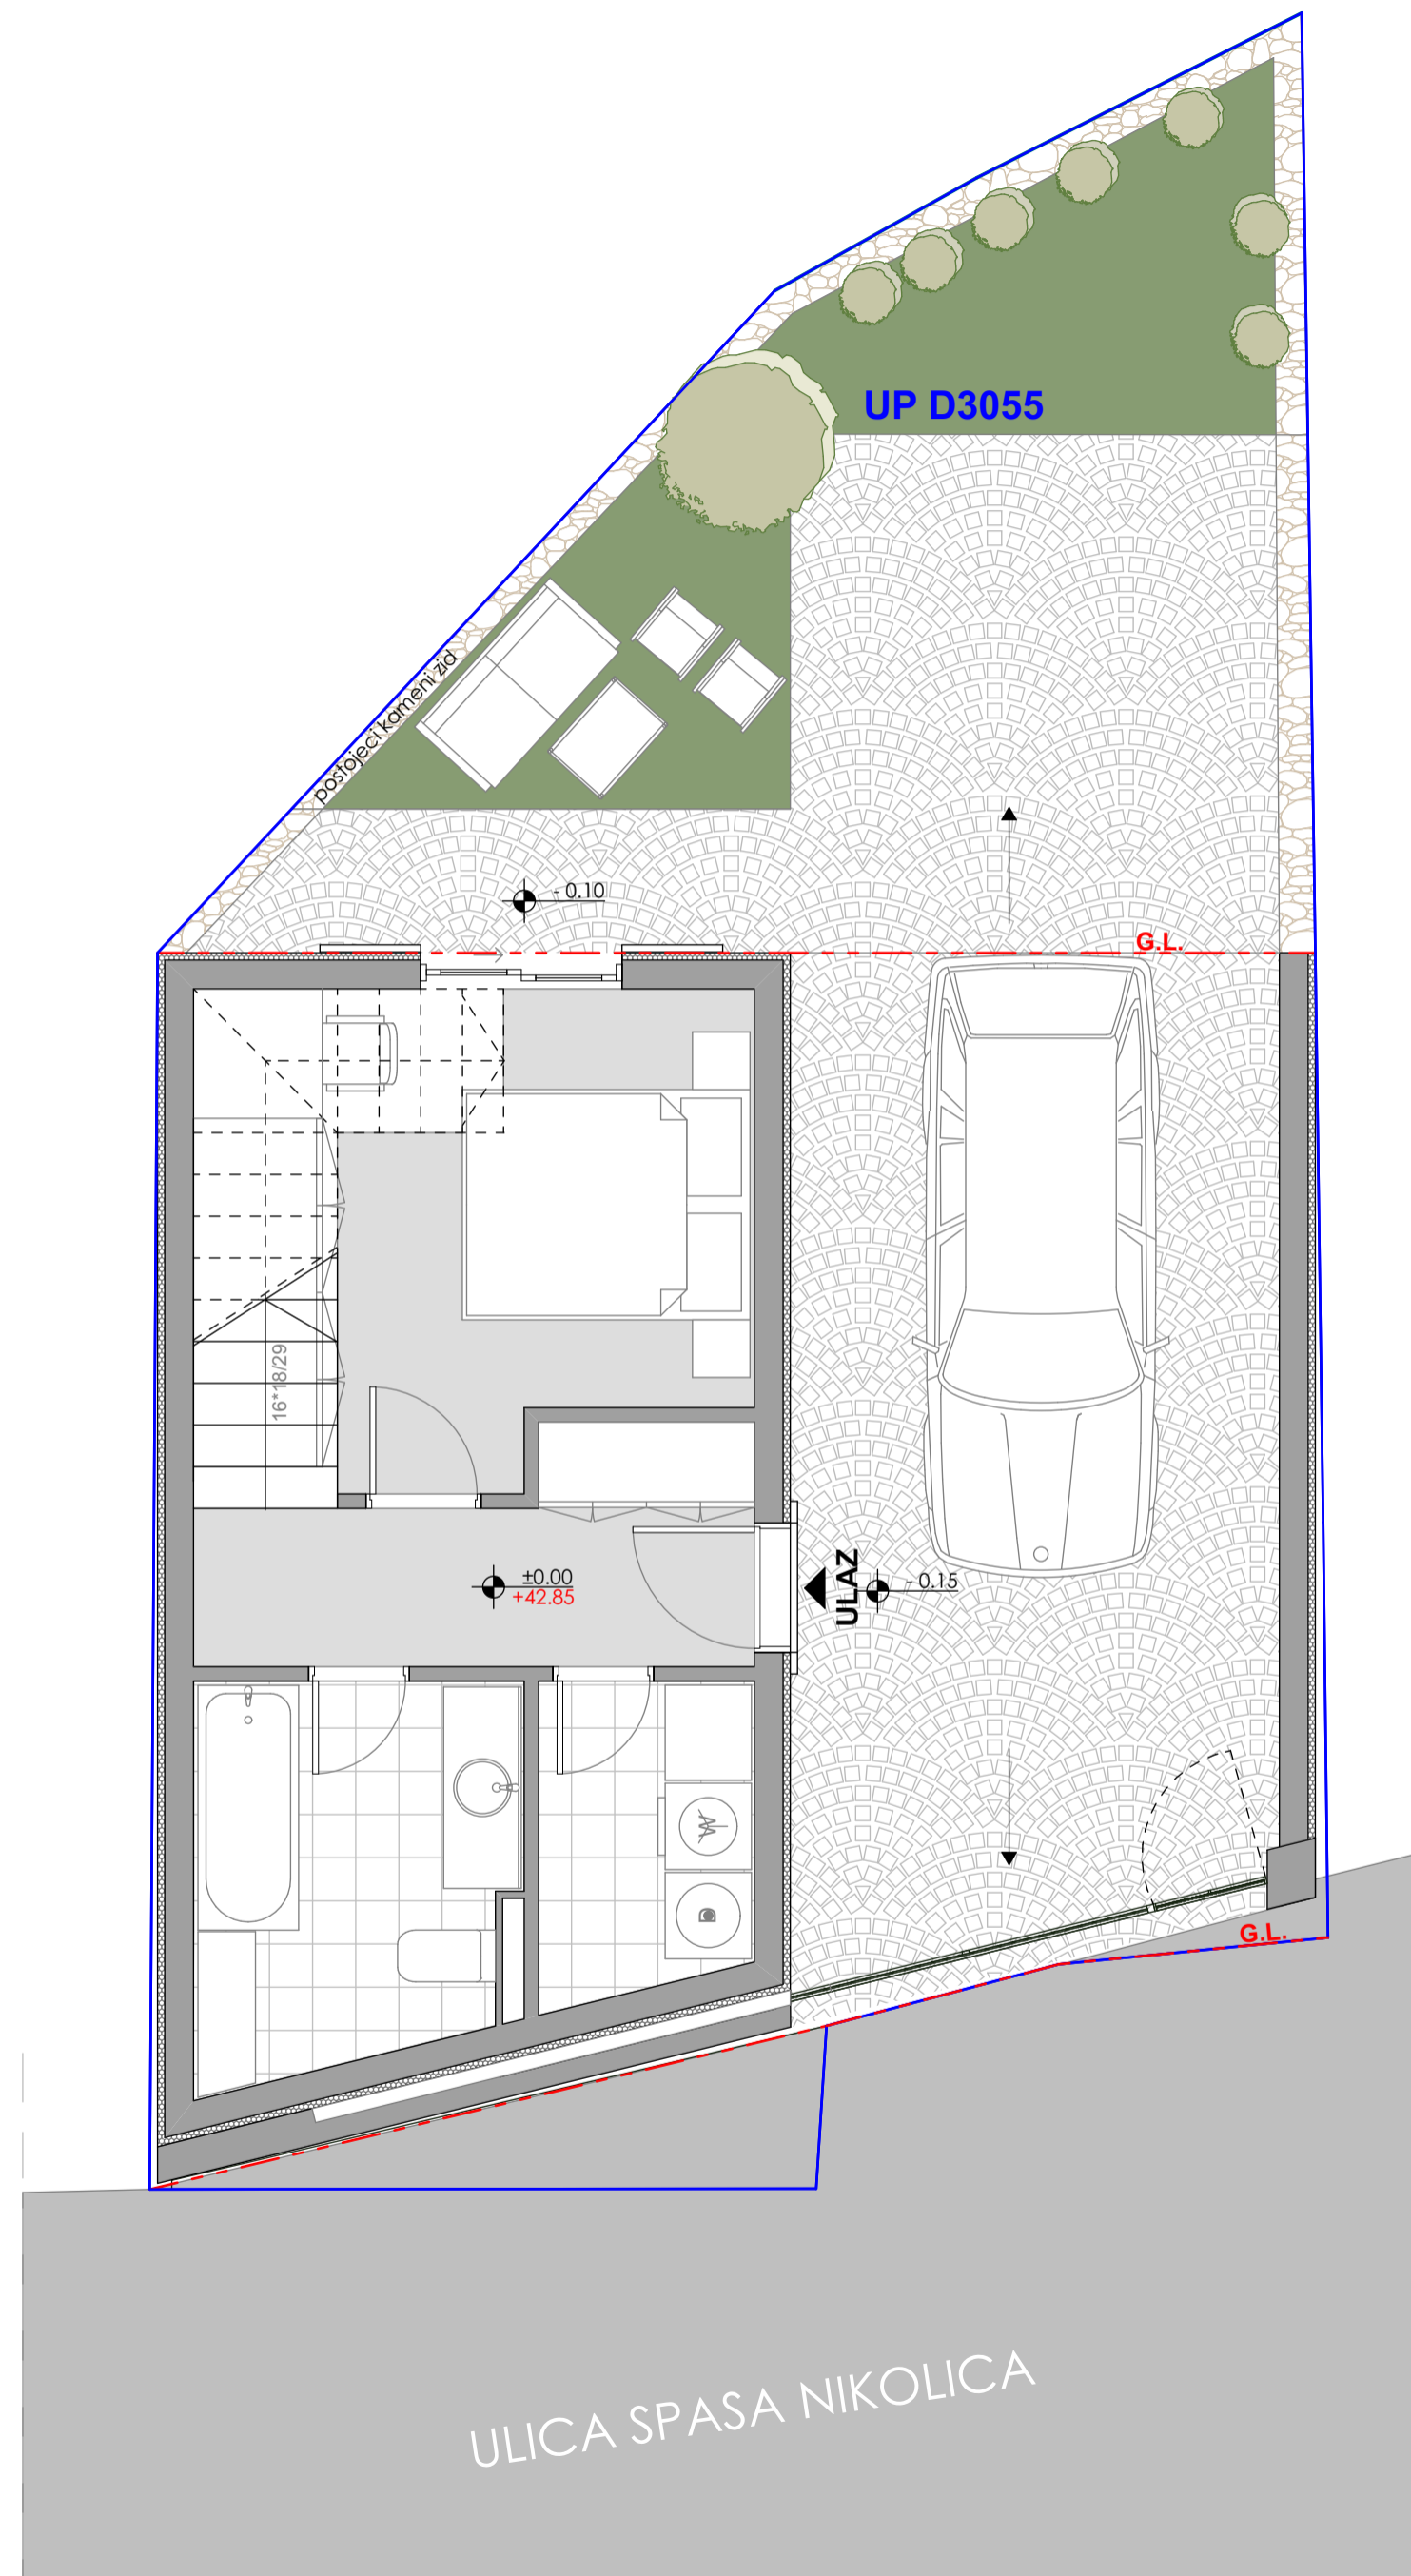 UP D3055
postojeci kameni zid
- 0.10
G.L.
16*18/29
±0.00
+42.85
ULAZ
- 0.15
G.L.
ULICA SPASA NIKOLICA